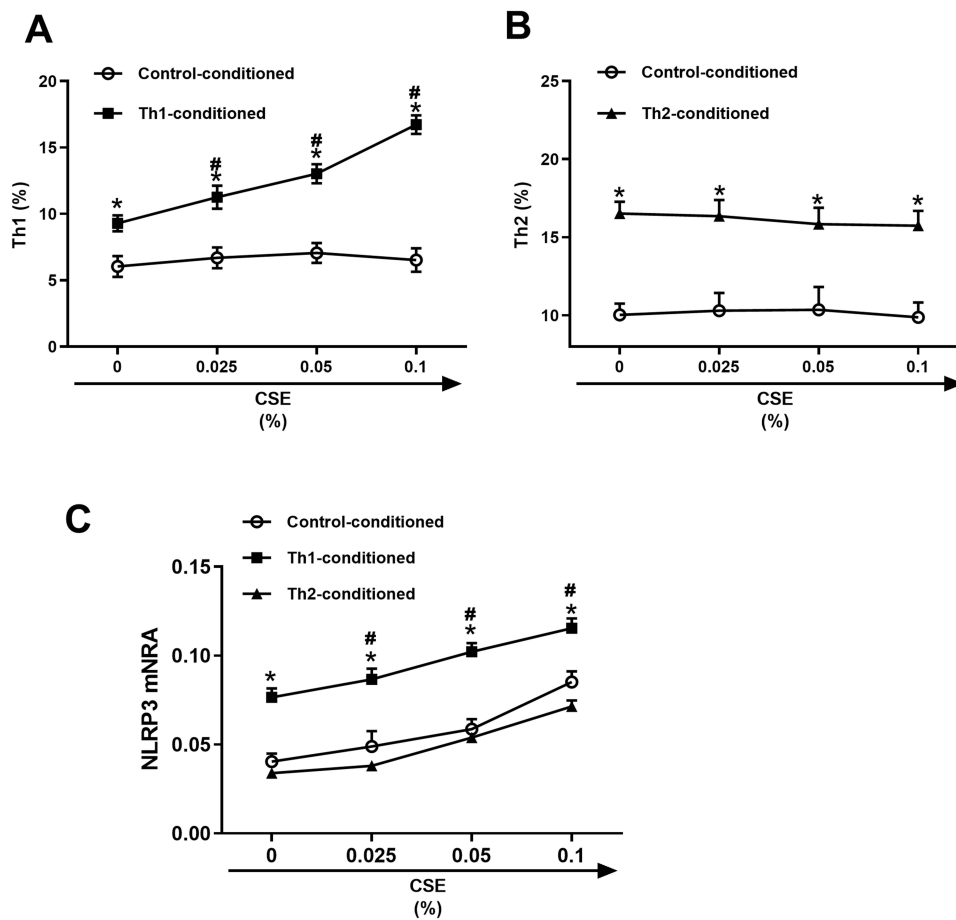 A
Control-conditioned
Th1-conditioned
Th1 (%)
20
15
10
5
0
*
#
*
#
*
#
*
0 0.025 0.05 0.1
CSE
(%)
B
Control-conditioned
Th2-conditioned
Th2 (%)
25
20
15
10
* * * *
0 0.025 0.05 0.1
CSE
(%)
C
Control-conditioned
Th1-conditioned
Th2-conditioned
NLRP3 mNRA
0.15
0.10
0.05
0.00
*
#
*
#
*
#
*
0 0.025 0.05 0.1
CSE
(%)